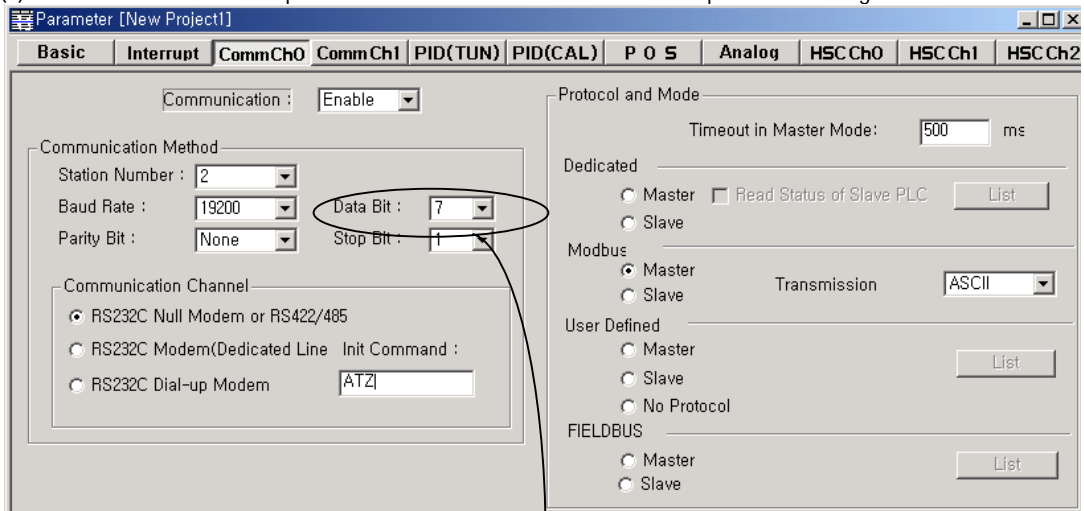 Parameter [New Project1]
Basic Interrupt CommCh0 CommCh1 PID(TUN) PID(CAL) P O S Analog HSCCh0 HSCCh1 HSCCh2
Communication : Enable
Communication Method
Station Number : 2
Baud Rate : 19200 Data Bit : 7
Parity Bit : None Stop Bit : 1
Communication Channel
RS232C Null Modem or RS422/485
RS232C Modem(Dedicated Line Init Command :
RS232C Dial-up Modem ATZ
Protocol and Mode
Timeout in Master Mode: 500 ms
Dedicated
Master Read Status of Slave PLC List
Slave
Modbus
Master
Transmission ASCII
Slave
User Defined
Master
List
Slave
No Protocol
FIELDBUS
Master
List
Slave